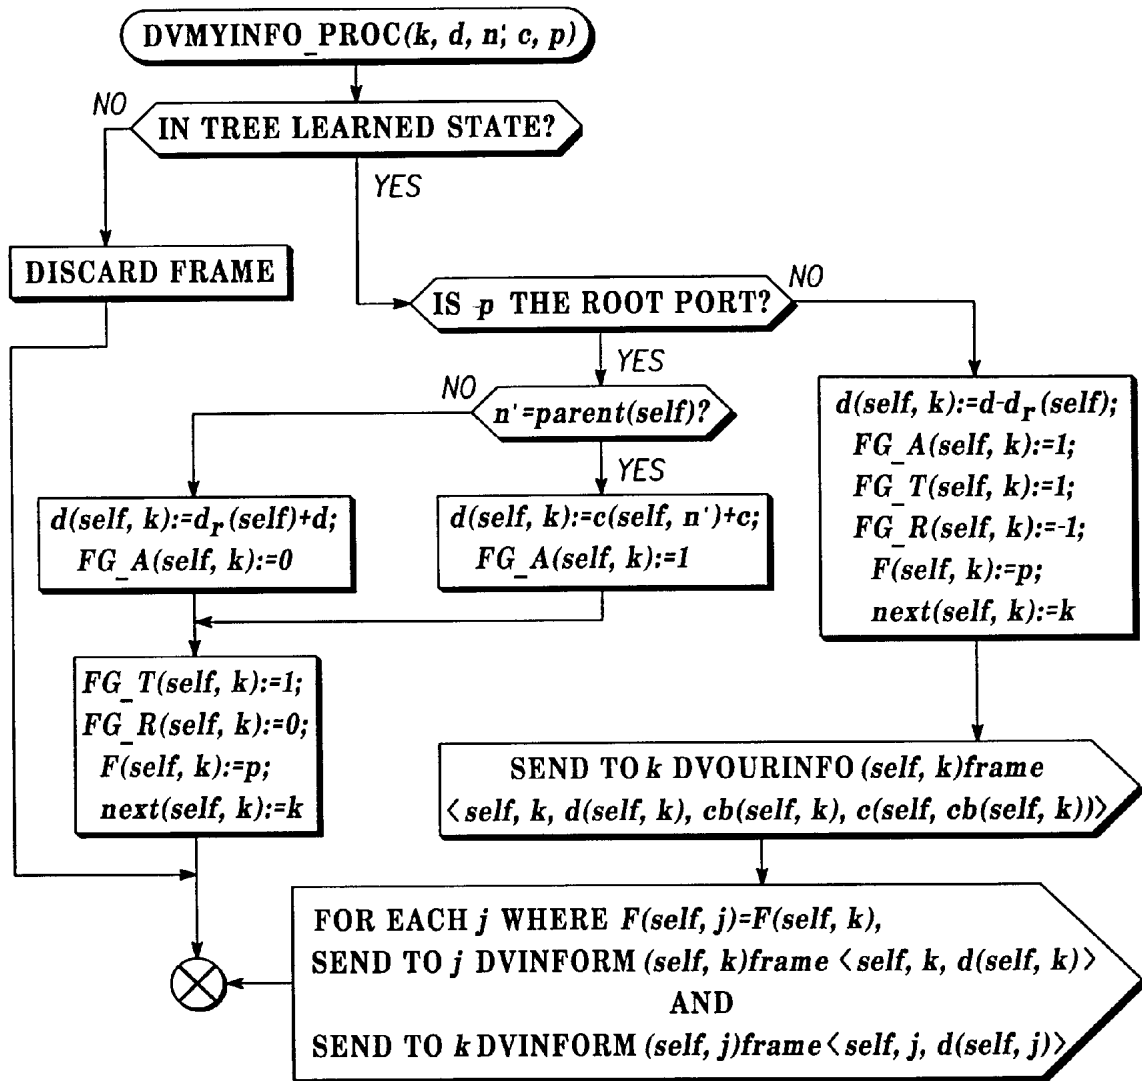 DVMYINFO_PROC(k, d, n', c, p)
NO
IN TREE LEARNED STATE?
YES
DISCARD FRAME
NO
IS p THE ROOT PORT?
YES
NO
n'=parent(self)?
YES
d(self, k):=d-dr(self);
FG_A(self, k):=1;
FG_T(self, k):=1;
FG_R(self, k):=-1;
F(self, k):=p;
next(self, k):=k
d(self, k):=dr(self)+d;
FG_A(self, k):=0
d(self, k):=c(self, n')+c;
FG_A(self, k):=1
FG_T(self, k):=1;
FG_R(self, k):=0;
F(self, k):=p;
next(self, k):=k
SEND TO k DVOURINFO (self, k)frame
<self, k, d(self, k), cb(self, k), c(self, cb(self, k))>
FOR EACH j WHERE F(self, j)=F(self, k),
SEND TO j DVINFORM (self, k)frame <self, k, d(self, k)>
AND
SEND TO k DVINFORM (self, j)frame<self, j, d(self, j)>